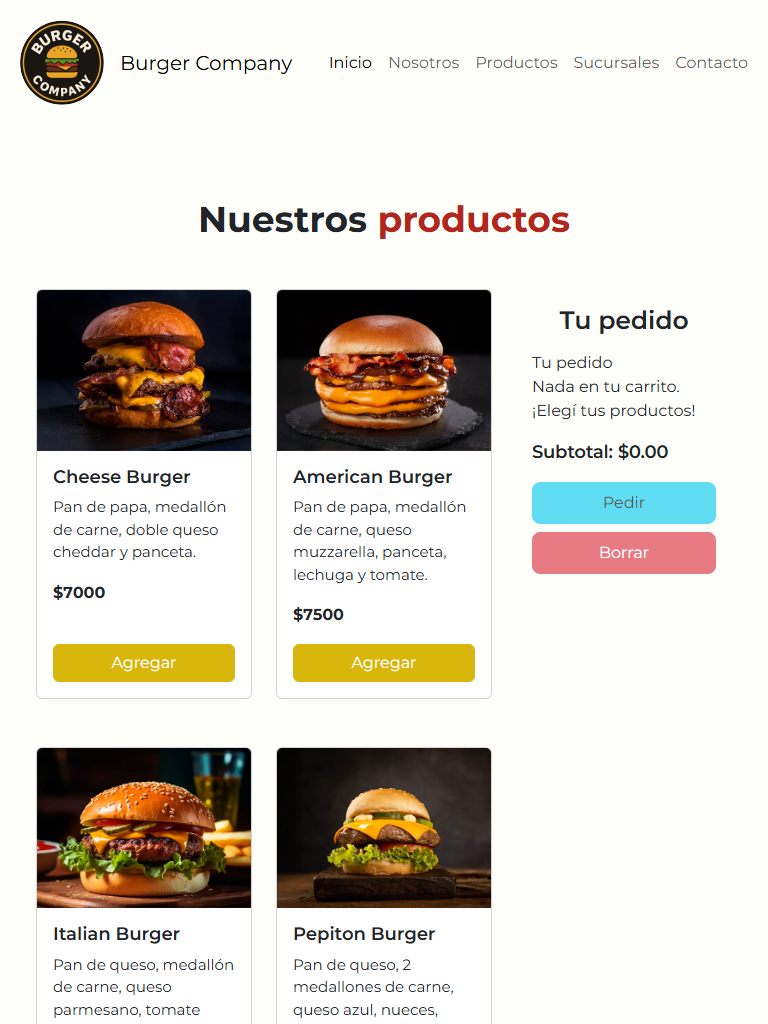 BURGER
COMPANY
Burger Company
Inicio
Nosotros
Productos
Sucursales
Contacto
Nuestros productos
Cheese Burger
Pan de papa, medallón
de carne, doble queso
cheddar y panceta.
$7000
Agregar
American Burger
Pan de papa, medallón
de carne, queso
muzzarella, panceta,
lechuga y tomate.
$7500
Agregar
Tu pedido
Tu pedido
Nada en tu carrito.
¡Elegí tus productos!
Subtotal: $0.00
Pedir
Borrar
Italian Burger
Pan de queso, medallón
de carne, queso
parmesano, tomate
Pepiton Burger
Pan de queso, 2
medallones de carne,
queso azul, nueces,